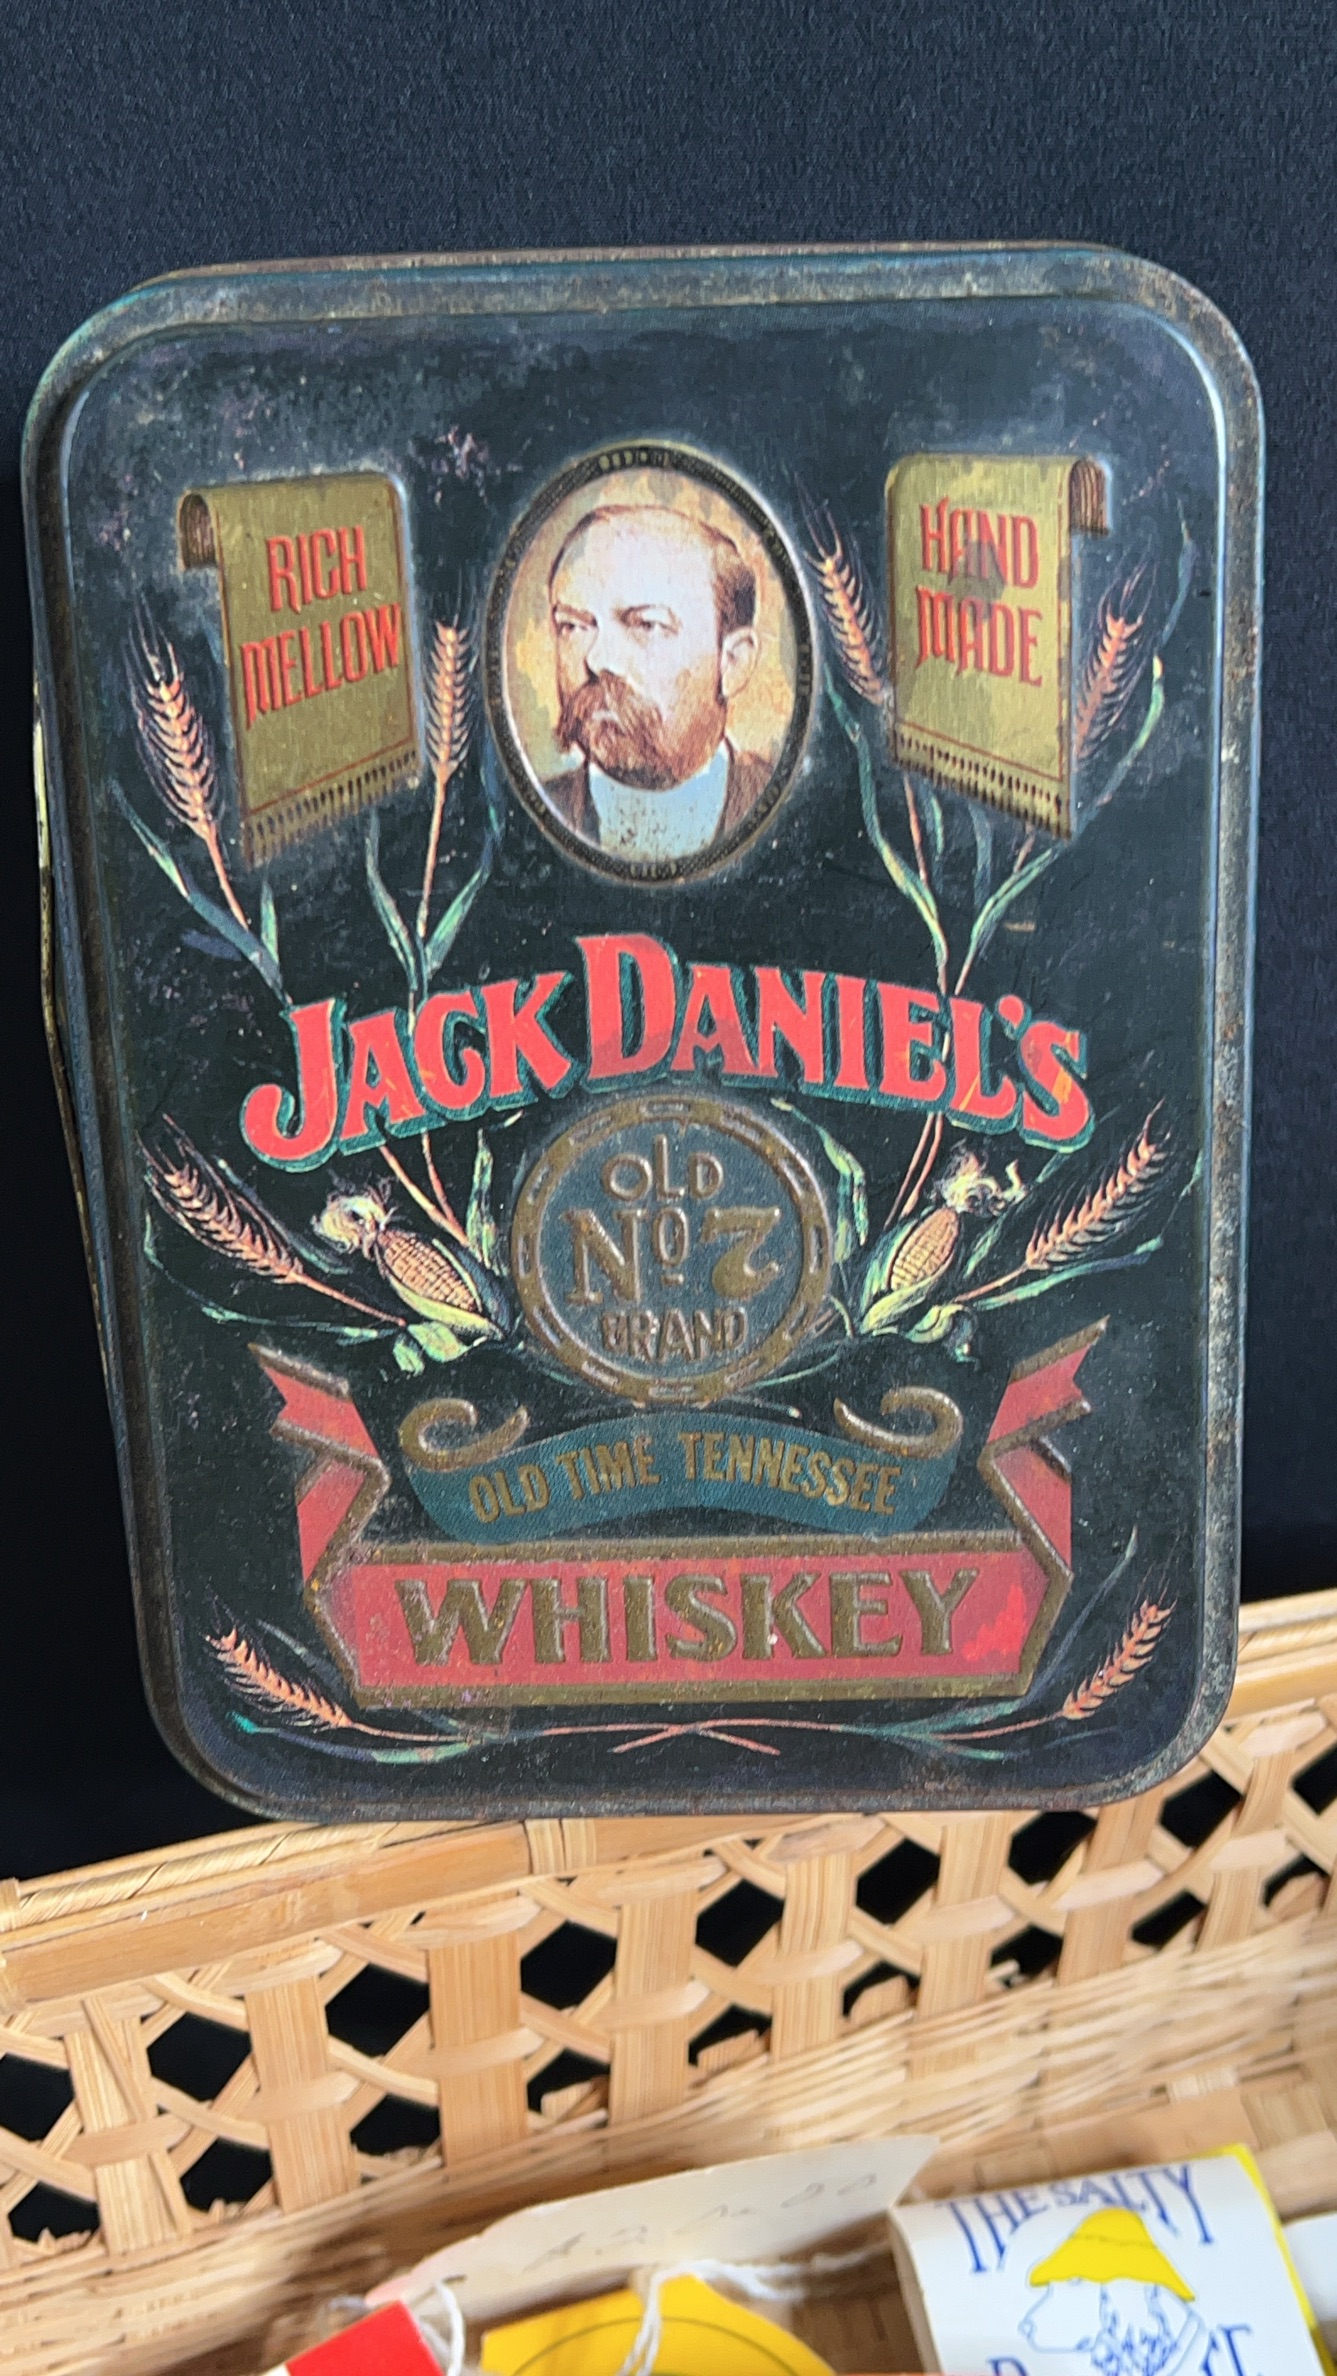 RICH
MELLOW
HAND
MADE
JACK DANIEL'S
OLD
No 7
BRAND
OLD TIME TENNESSEE
WHISKEY
THE SALTY